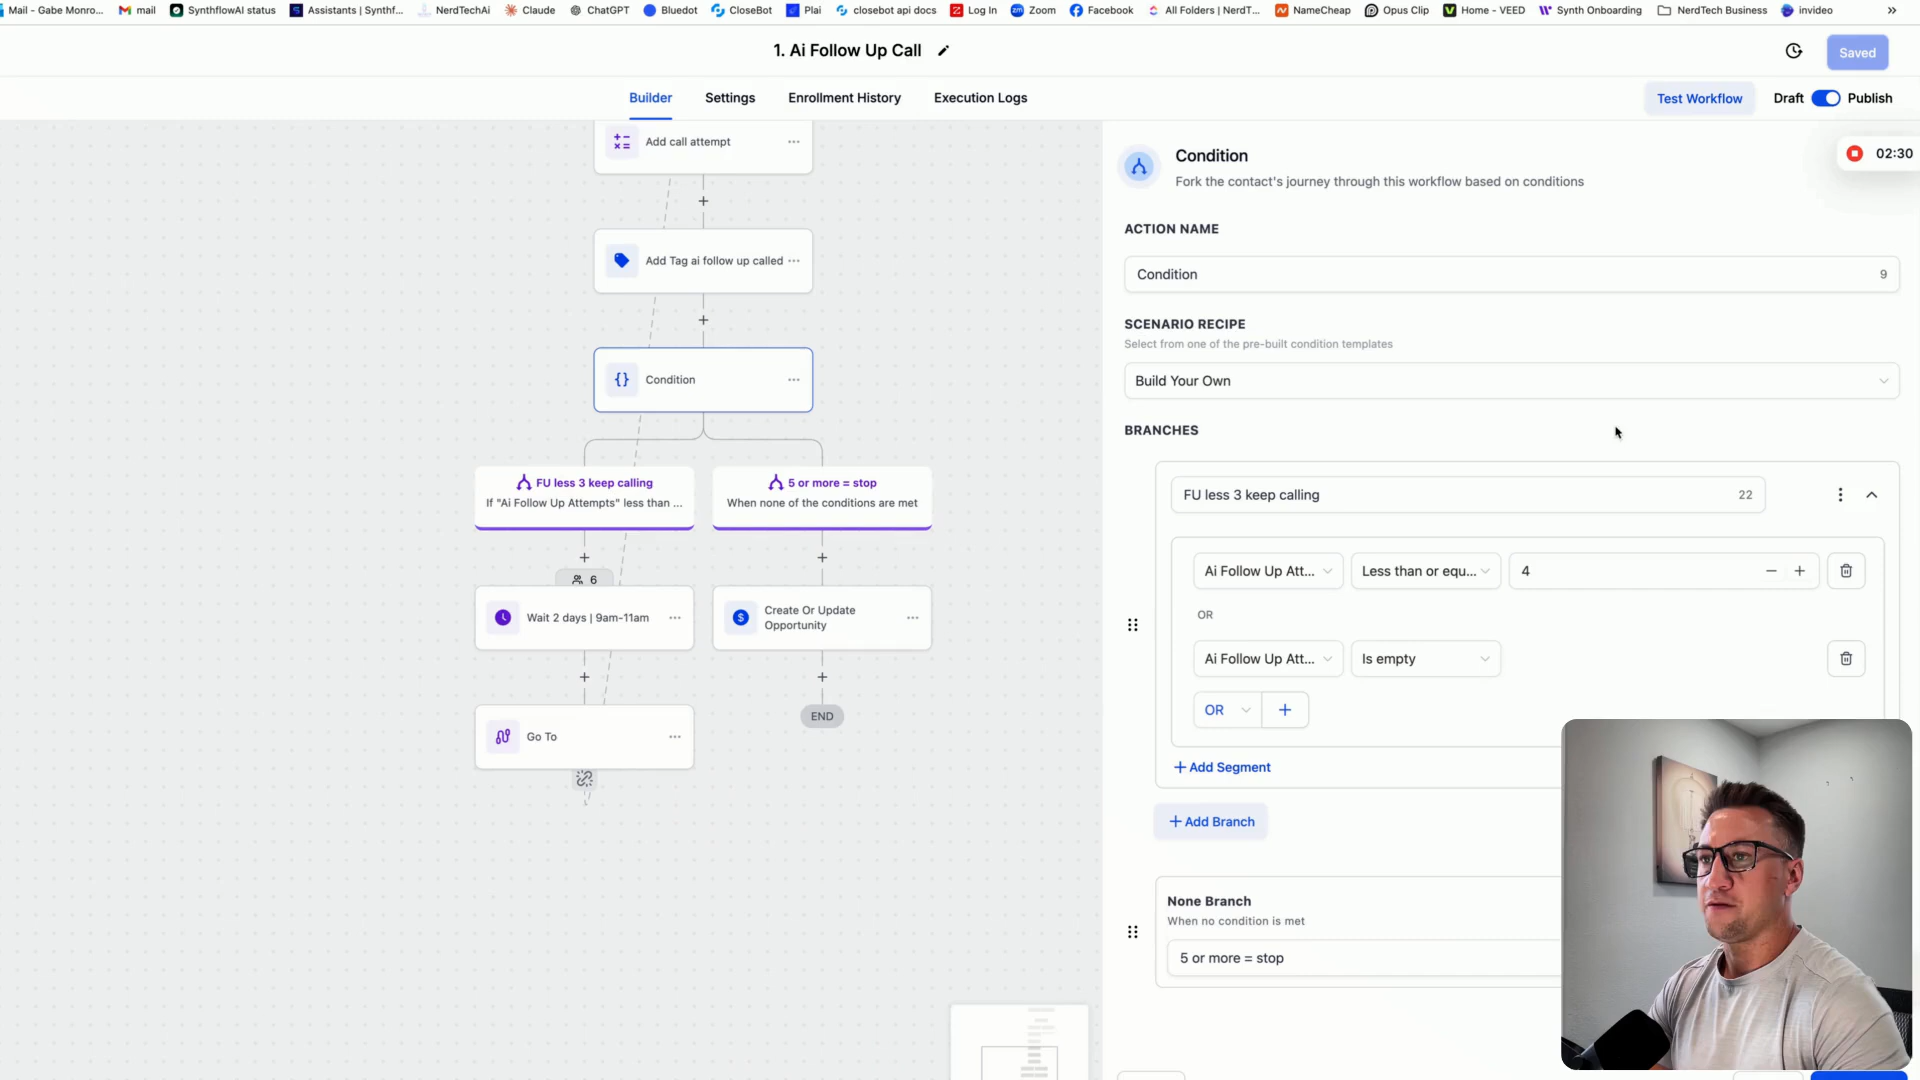 Mail - Gabe Monro...
mail
SynthflowAI status
Assistants | Synthf...
NerdTechAi
Claude
ChatGPT
Bluedot
CloseBot
Plai
closebot api docs
Log In
Zoom
Facebook
All Folders | NerdT...
NameCheap
Opus Clip
Home - VEED
Synth Onboarding
NerdTech Business
invideo
»
1. Ai Follow Up Call
Saved
Builder
Settings
Enrollment History
Execution Logs
Test Workflow
Draft
Publish
Add call attempt
Add Tag ai follow up called
Condition
FU less 3 keep calling
If "Ai Follow Up Attempts" less than ...
5 or more = stop
When none of the conditions are met
6
Wait 2 days | 9am-11am
Create Or Update
Opportunity
Go To
END
Condition
Fork the contact's journey through this workflow based on conditions
02:30
ACTION NAME
Condition
9
SCENARIO RECIPE
Select from one of the pre-built condition templates
Build Your Own
BRANCHES
FU less 3 keep calling
22
Ai Follow Up Att...
Less than or equ...
4
OR
Ai Follow Up Att...
Is empty
OR
+ Add Segment
+ Add Branch
None Branch
When no condition is met
5 or more = stop